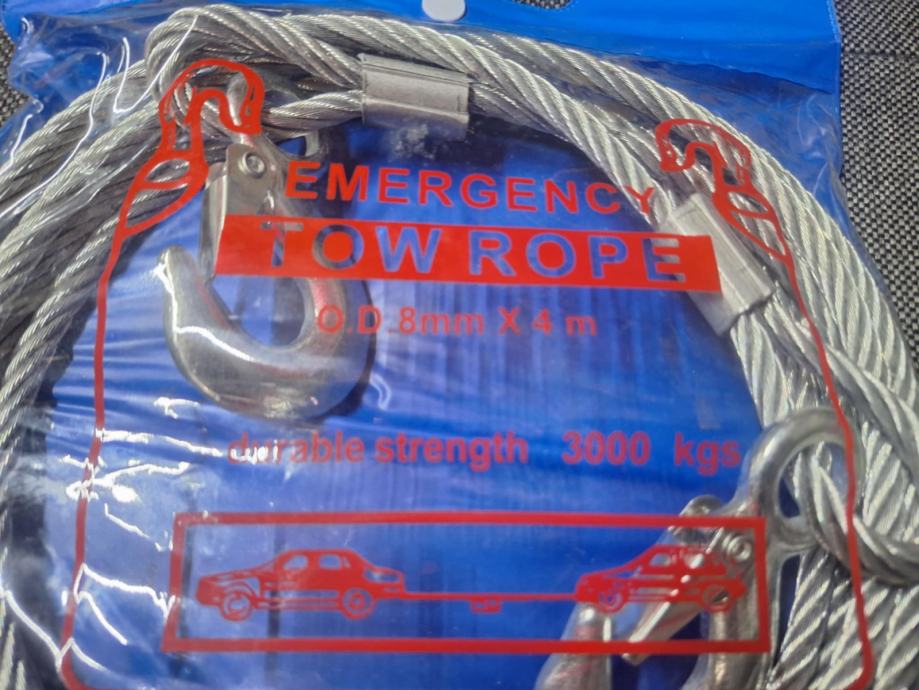 EMERGENCY
TOW ROPE
O.D.8mm X 4 m
durable strength 3000 kgs